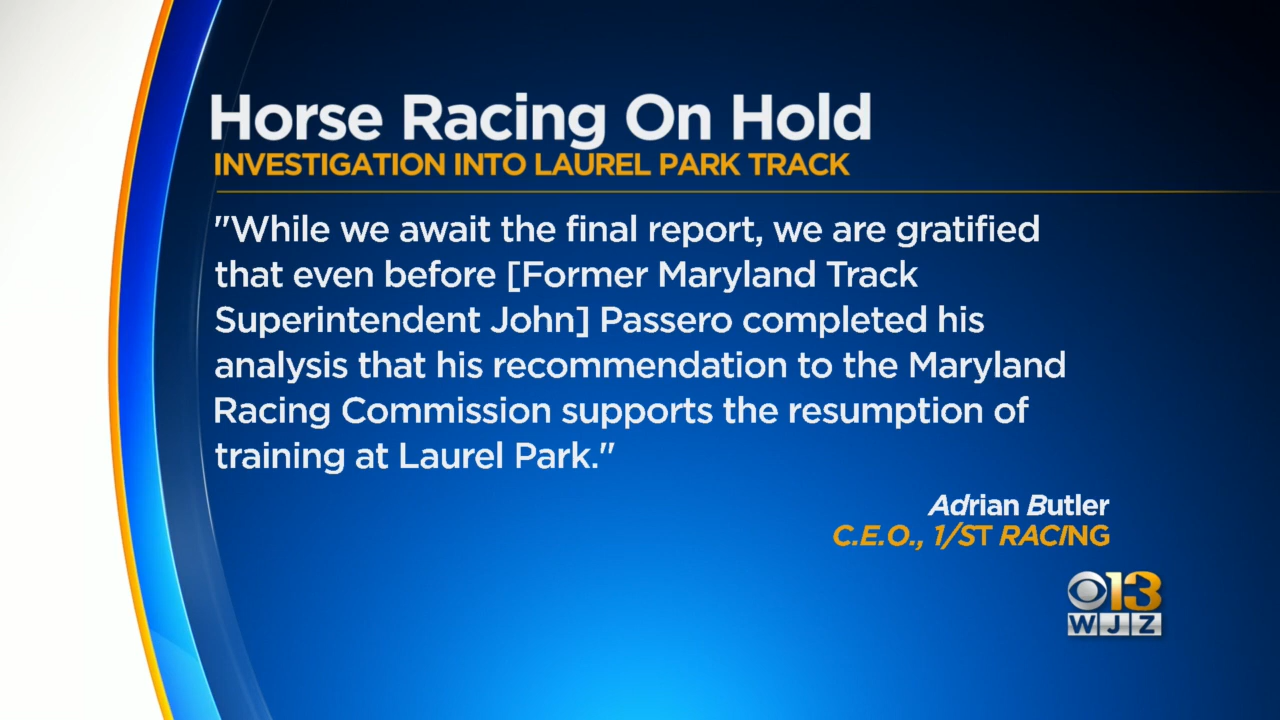 Horse Racing On Hold
INVESTIGATION INTO LAUREL PARK TRACK
"While we await the final report, we are gratified
that even before [Former Maryland Track
Superintendent John] Passero completed his
analysis that his recommendation to the Maryland
Racing Commission supports the resumption of
training at Laurel Park."
Adrian Butler
C.E.O., 1/ST RACING
13
WJZ